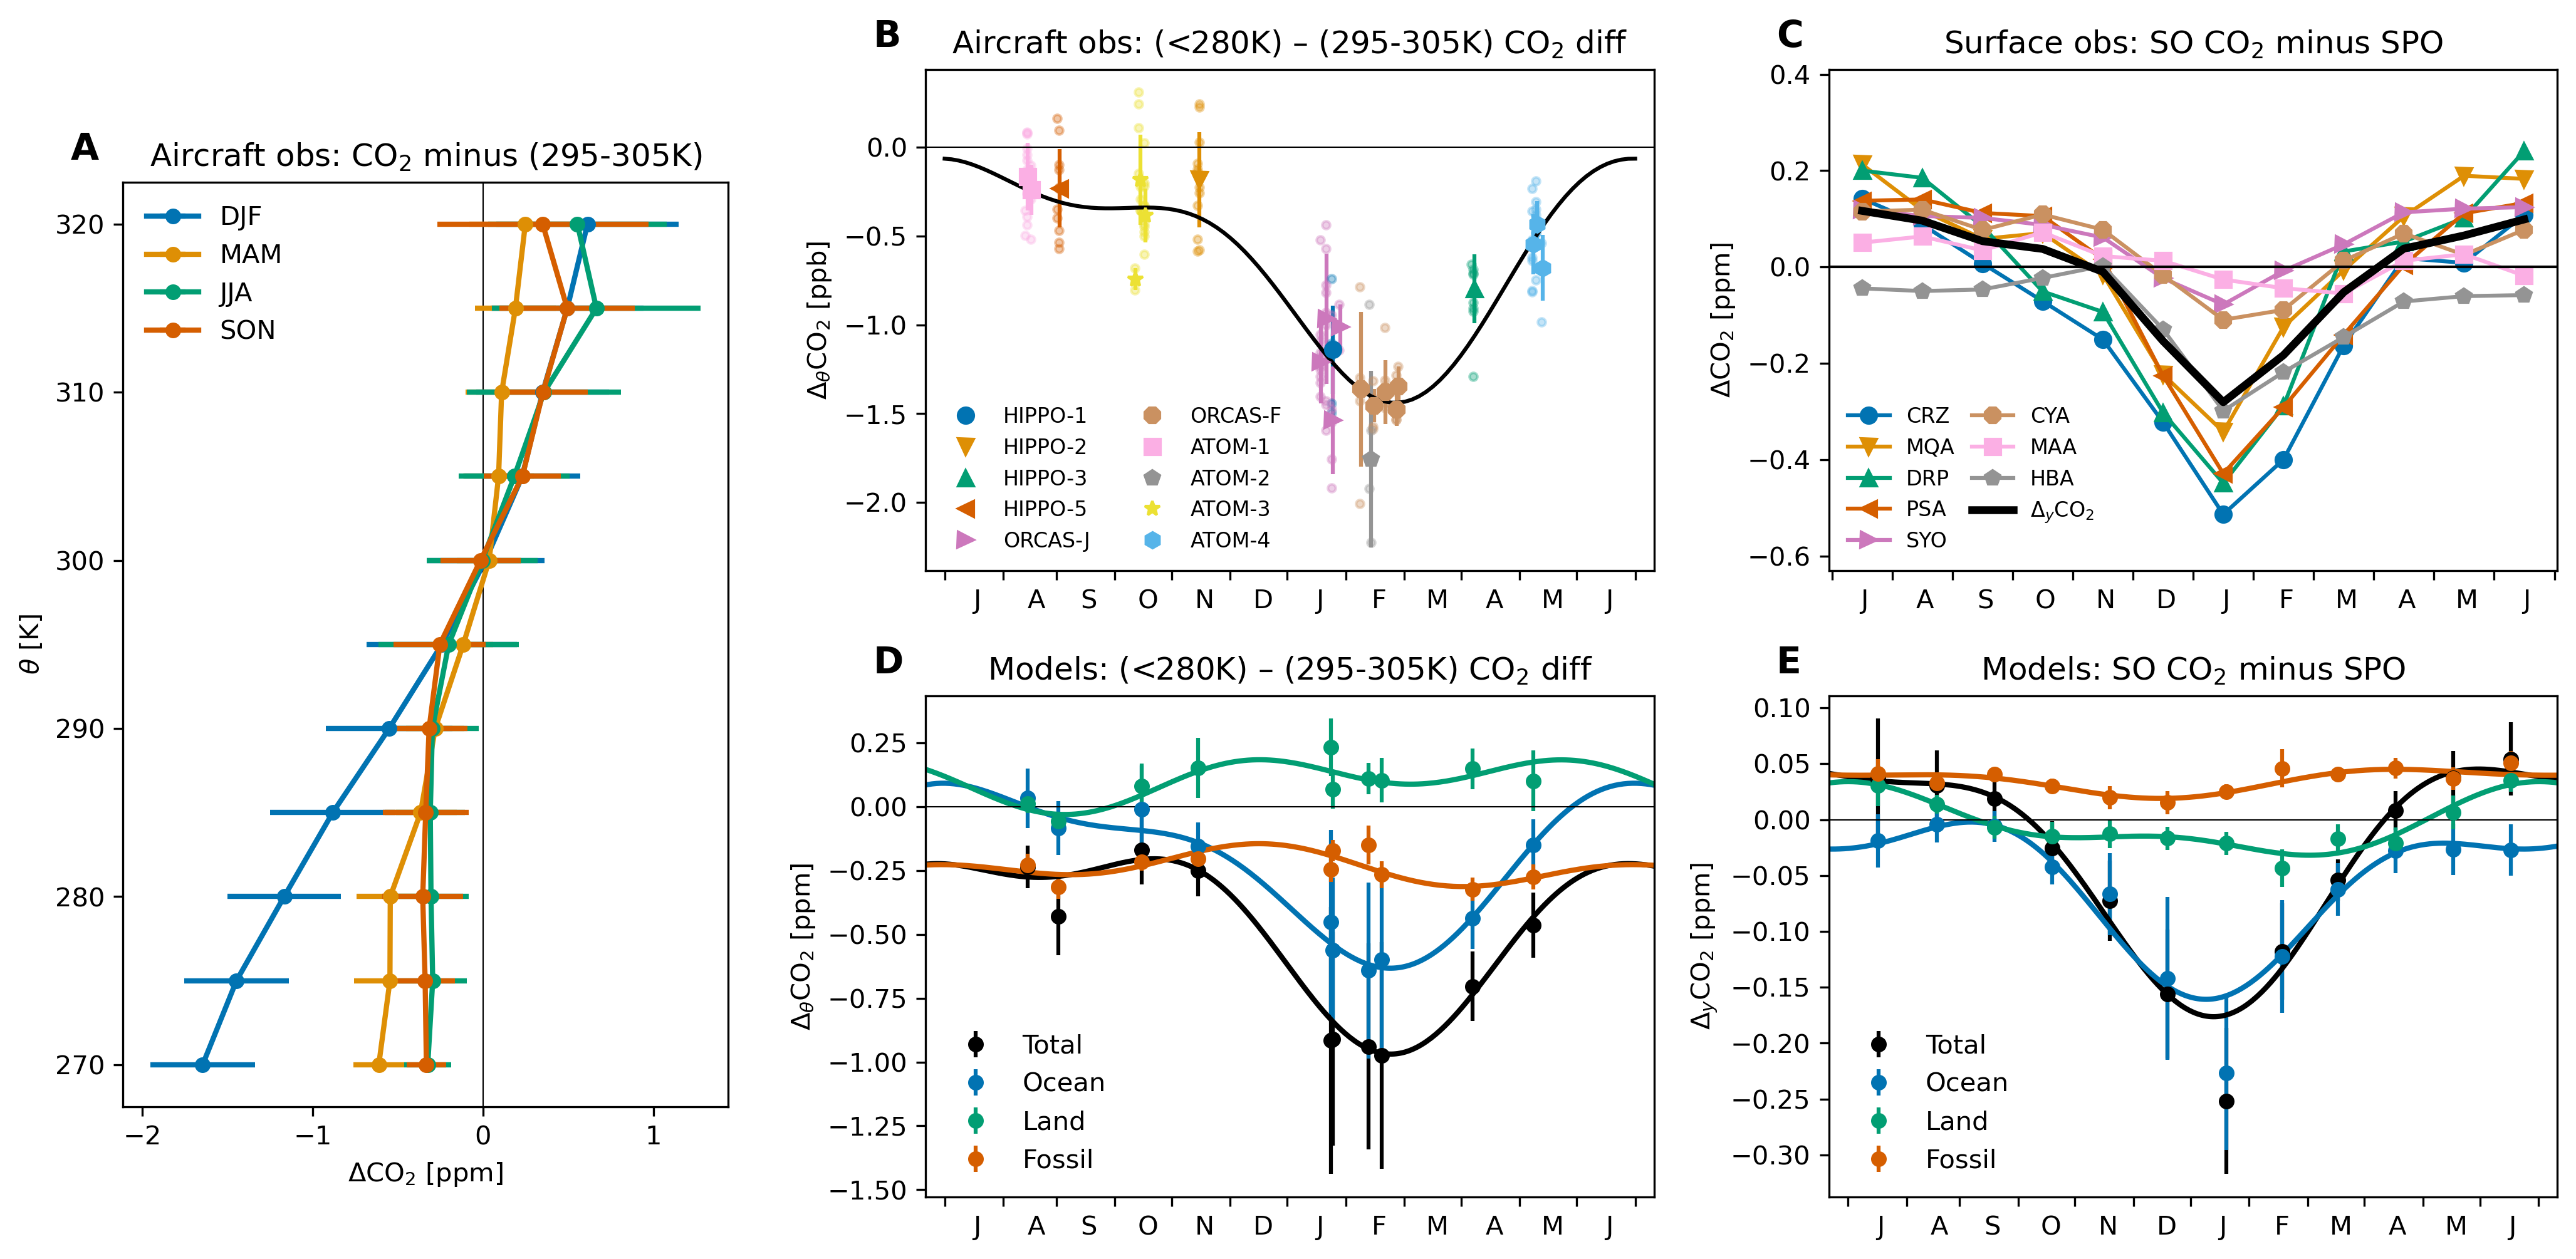 A
Aircraft obs: CO₂ minus (295-305K)
DJF
MAM
JJA
SON
320
310
300
290
280
270
θ [K]
−2
−1
0
1
ΔCO₂ [ppm]
B
Aircraft obs: (<280K) – (295-305K) CO₂ diff
0.0
−0.5
−1.0
−1.5
−2.0
ΔθCO₂ [ppb]
HIPPO-1
HIPPO-2
HIPPO-3
HIPPO-5
ORCAS-J
ORCAS-F
ATOM-1
ATOM-2
ATOM-3
ATOM-4
J A S O N D J F M A M J
C
Surface obs: SO CO₂ minus SPO
0.4
0.2
0.0
−0.2
−0.4
−0.6
ΔCO₂ [ppm]
CRZ
MQA
DRP
PSA
SYO
CYA
MAA
HBA
ΔyCO₂
J A S O N D J F M A M J
D
Models: (<280K) – (295-305K) CO₂ diff
0.25
0.00
−0.25
−0.50
−0.75
−1.00
−1.25
−1.50
ΔθCO₂ [ppm]
Total
Ocean
Land
Fossil
J A S O N D J F M A M J
E
Models: SO CO₂ minus SPO
0.10
0.05
0.00
−0.05
−0.10
−0.15
−0.20
−0.25
−0.30
ΔyCO₂ [ppm]
Total
Ocean
Land
Fossil
J A S O N D J F M A M J